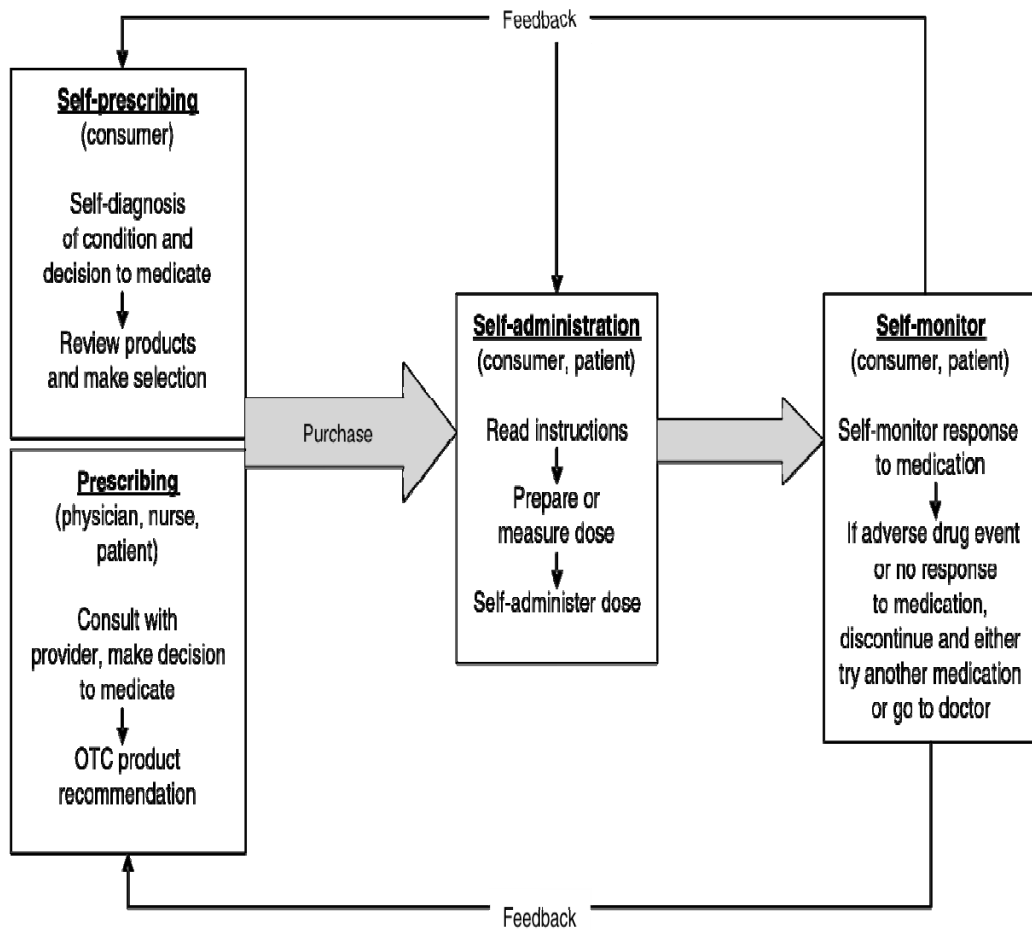 Feedback
Self-prescribing
(consumer)
Self-diagnosis
of condition and
decision to medicate
Review products
and make selection
Prescribing
(physician, nurse,
patient)
Consult with
provider, make decision
to medicate
OTC product
recommendation
Purchase
Self-administration
(consumer, patient)
Read instructions
Prepare or
measure dose
Self-administer dose
Self-monitor
(consumer, patient)
Self-monitor response
to medication
If adverse drug event
or no response
to medication,
discontinue and either
try another medication
or go to doctor
Feedback